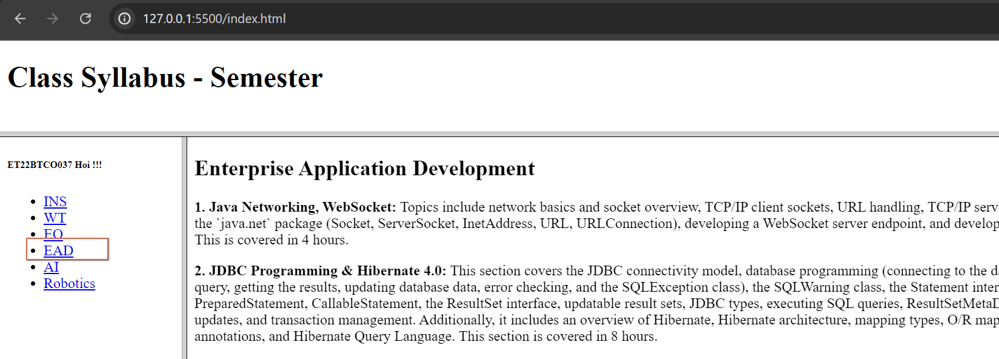 127.0.0.1:5500/index.html
Class Syllabus - Semester
ET22BTCO037 Hoi !!!
INS
WT
EO
EAD
AI
Robotics
Enterprise Application Development
1. Java Networking, WebSocket: Topics include network basics and socket overview, TCP/IP client sockets, URL handling, TCP/IP serv
the `java.net` package (Socket, ServerSocket, InetAddress, URL, URLConnection), developing a WebSocket server endpoint, and develop
This is covered in 4 hours.
2. JDBC Programming & Hibernate 4.0: This section covers the JDBC connectivity model, database programming (connecting to the d
query, getting the results, updating database data, error checking, and the SQLException class), the SQLWarning class, the Statement inter
PreparedStatement, CallableStatement, the ResultSet interface, updatable result sets, JDBC types, executing SQL queries, ResultSetMetaD
updates, and transaction management. Additionally, it includes an overview of Hibernate, Hibernate architecture, mapping types, O/R map
annotations, and Hibernate Query Language. This section is covered in 8 hours.